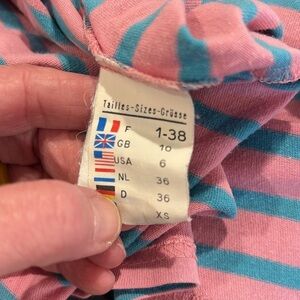 Tailles-Sizes-Grösse
F 1-38
GB 10
USA 6
NL 36
D 36
XS